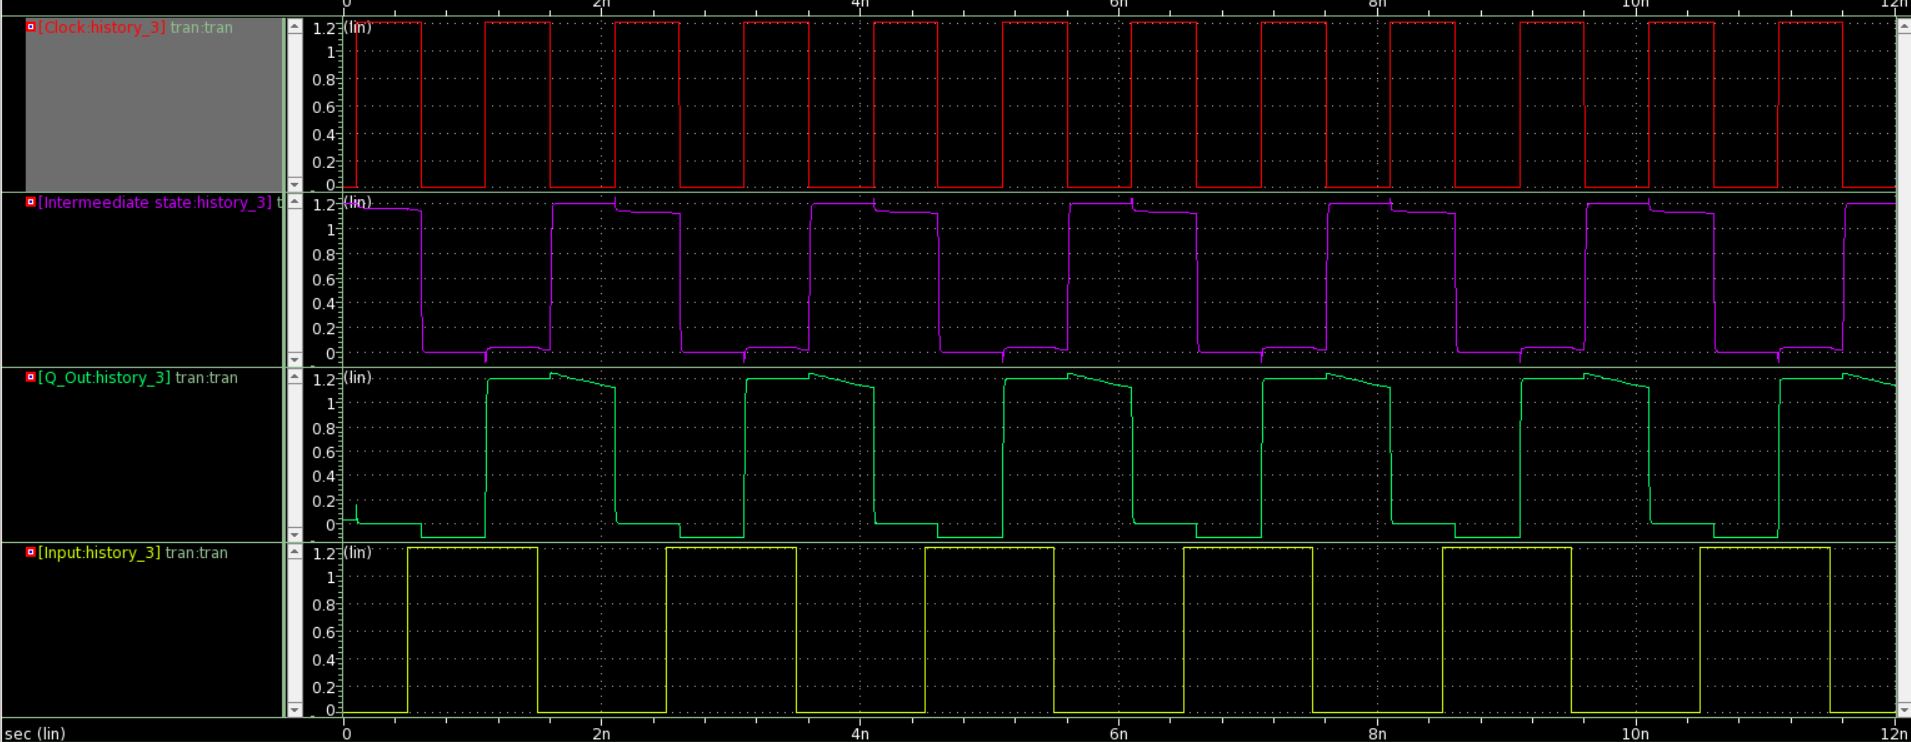 0 2n 4n 6n 8n 10n 12n
[Clock:history_3] tran:tran
(lin)
1.2
1
0.8
0.6
0.4
0.2
0
[Intermeediate state:history_3] t
(lin)
1.2
1
0.8
0.6
0.4
0.2
0
[Q_Out:history_3] tran:tran
(lin)
1.2
1
0.8
0.6
0.4
0.2
0
[Input:history_3] tran:tran
(lin)
1.2
1
0.8
0.6
0.4
0.2
0
sec (lin) 0 2n 4n 6n 8n 10n 12n